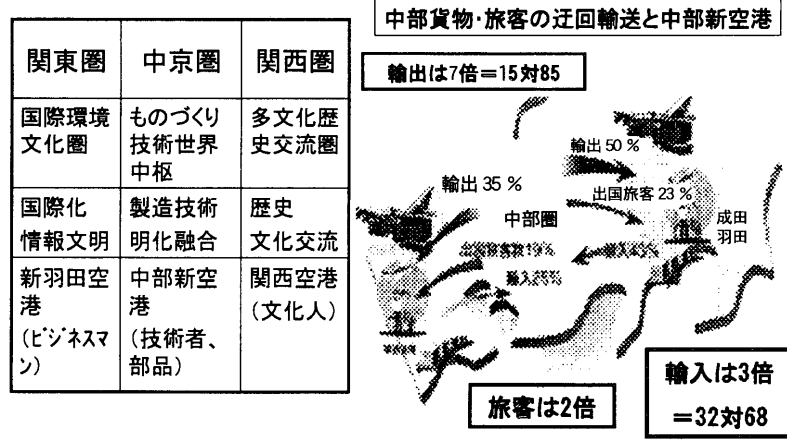 関東圏 中京圏 関西圏
国際環境 ものづくり 多文化歴
文化圏 技術世界 史交流圏
中枢
国際化 製造技術 歴史
情報文明 明化融合 文化交流
新羽田空 中部新空 関西空港
港 港 (文化人)
(ビジネスマ (技術者、
ン) 部品)
中部貨物・旅客の迂回輸送と中部新空港
輸出は7倍=15対85
輸出50%
輸出35%
出国旅客23%
中部圏
成田
羽田
輸入は3倍
=32対68
旅客は2倍